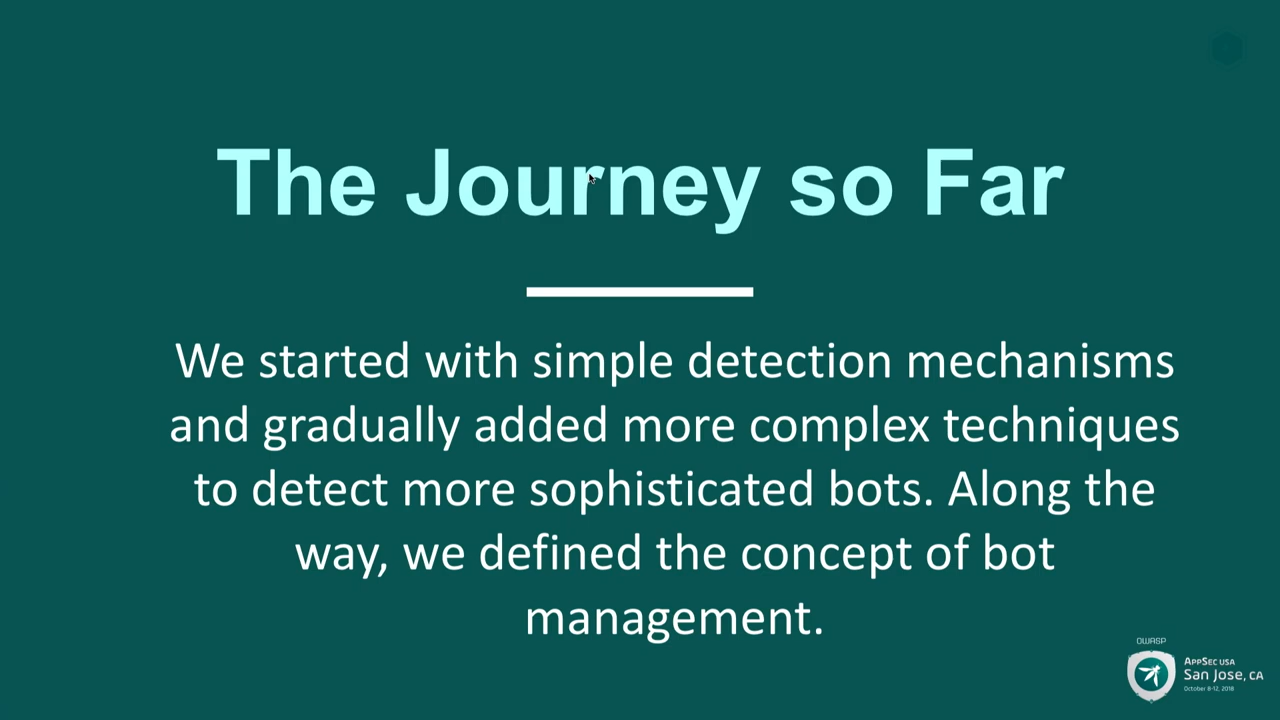 The Journey so Far
We started with simple detection mechanisms
and gradually added more complex techniques
to detect more sophisticated bots. Along the
way, we defined the concept of bot
management.
OWASP
AppSec USA
San Jose, CA
October 8-12, 2018